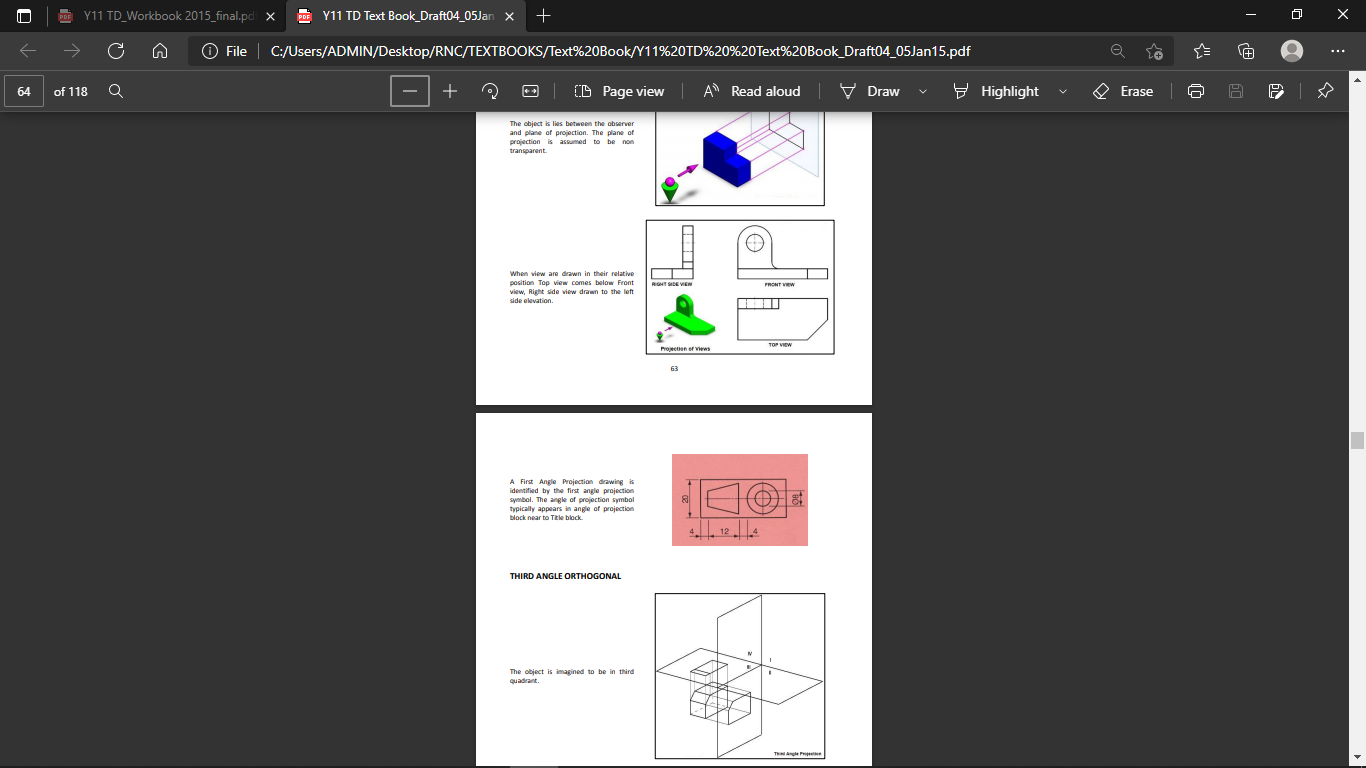 Y11 TD_Workbook 2015_final.pdf
Y11 TD Text Book_Draft04_05Jan
File
C:/Users/ADMIN/Desktop/RNC/TEXTBOOKS/Text%20Book/Y11%20TD%20%20Text%20Book_Draft04_05Jan15.pdf
64 of 118
Page view
Read aloud
Draw
Highlight
Erase
The object is lies between the observer
and plane of projection. The plane of
projection is assumed to be non
transparent.
When view are drawn in their relative
position Top view comes below Front
view, Right side view drawn to the left
side elevation.
RIGHT SIDE VIEW
FRONT VIEW
Projection of Views
TOP VIEW
63
A First Angle Projection drawing is
identified by the first angle projection
symbol. The angle of projection symbol
typically appears in angle of projection
block near to Title block.
20
Ø8
4 12 4
THIRD ANGLE ORTHOGONAL
The object is imagined to be in third
quadrant.
IV I
III II
Third Angle Projection